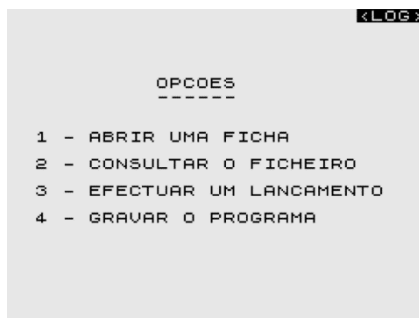 <LOG>
OPCOES
------
1 - ABRIR UMA FICHA
2 - CONSULTAR O FICHEIRO
3 - EFECTUAR UM LANCAMENTO
4 - GRAVAR O PROGRAMA